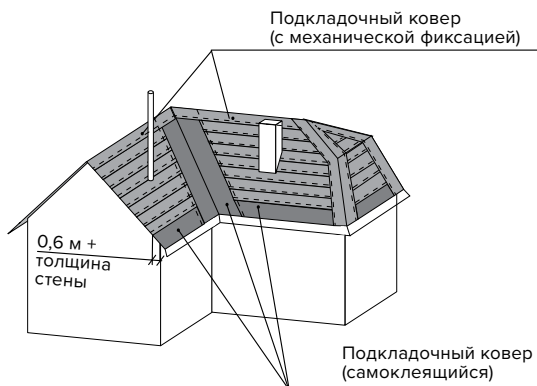 Подкладочный ковер
(с механической фиксацией)
0,6 м +
толщина
стены
Подкладочный ковер
(самоклеящийся)